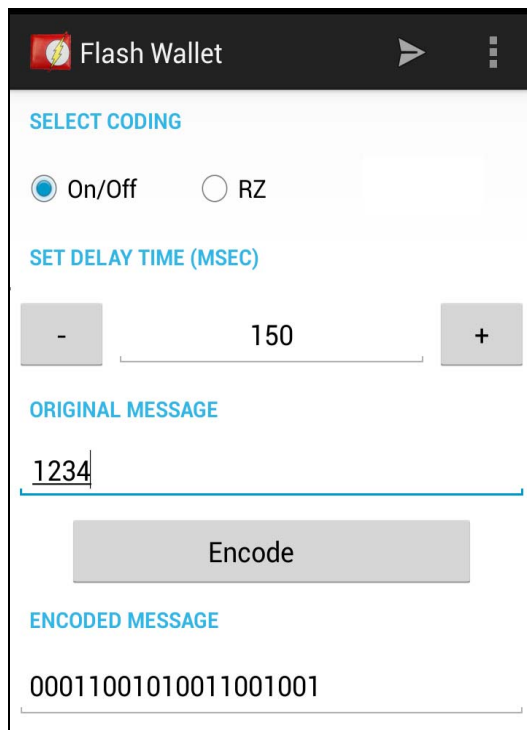 Flash Wallet
SELECT CODING
On/Off RZ
SET DELAY TIME (MSEC)
- 150 +
ORIGINAL MESSAGE
1234
Encode
ENCODED MESSAGE
00011001010011001001